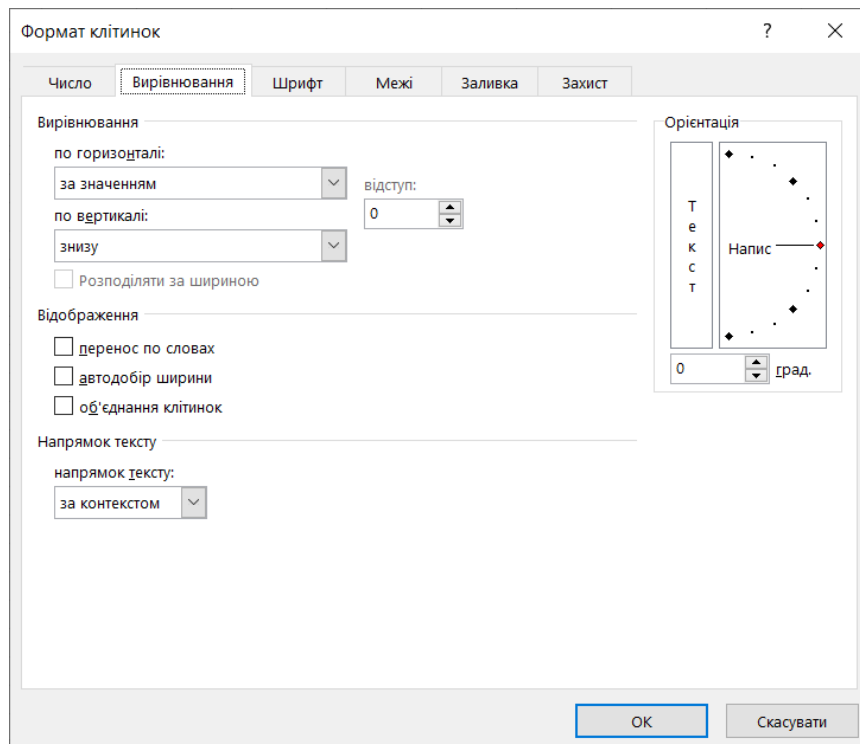 Формат клітинок ? ×
Число Вирівнювання Шрифт Межі Заливка Захист
Вирівнювання
по горизонталі:
за значенням
відступ:
0
по вертикалі:
знизу
Розподіляти за шириною
Відображення
перенос по словах
автодобір ширини
об'єднання клітинок
Напрямок тексту
напрямок тексту:
за контекстом
Орієнтація
Текст
Напис
0 град.
ОК Скасувати